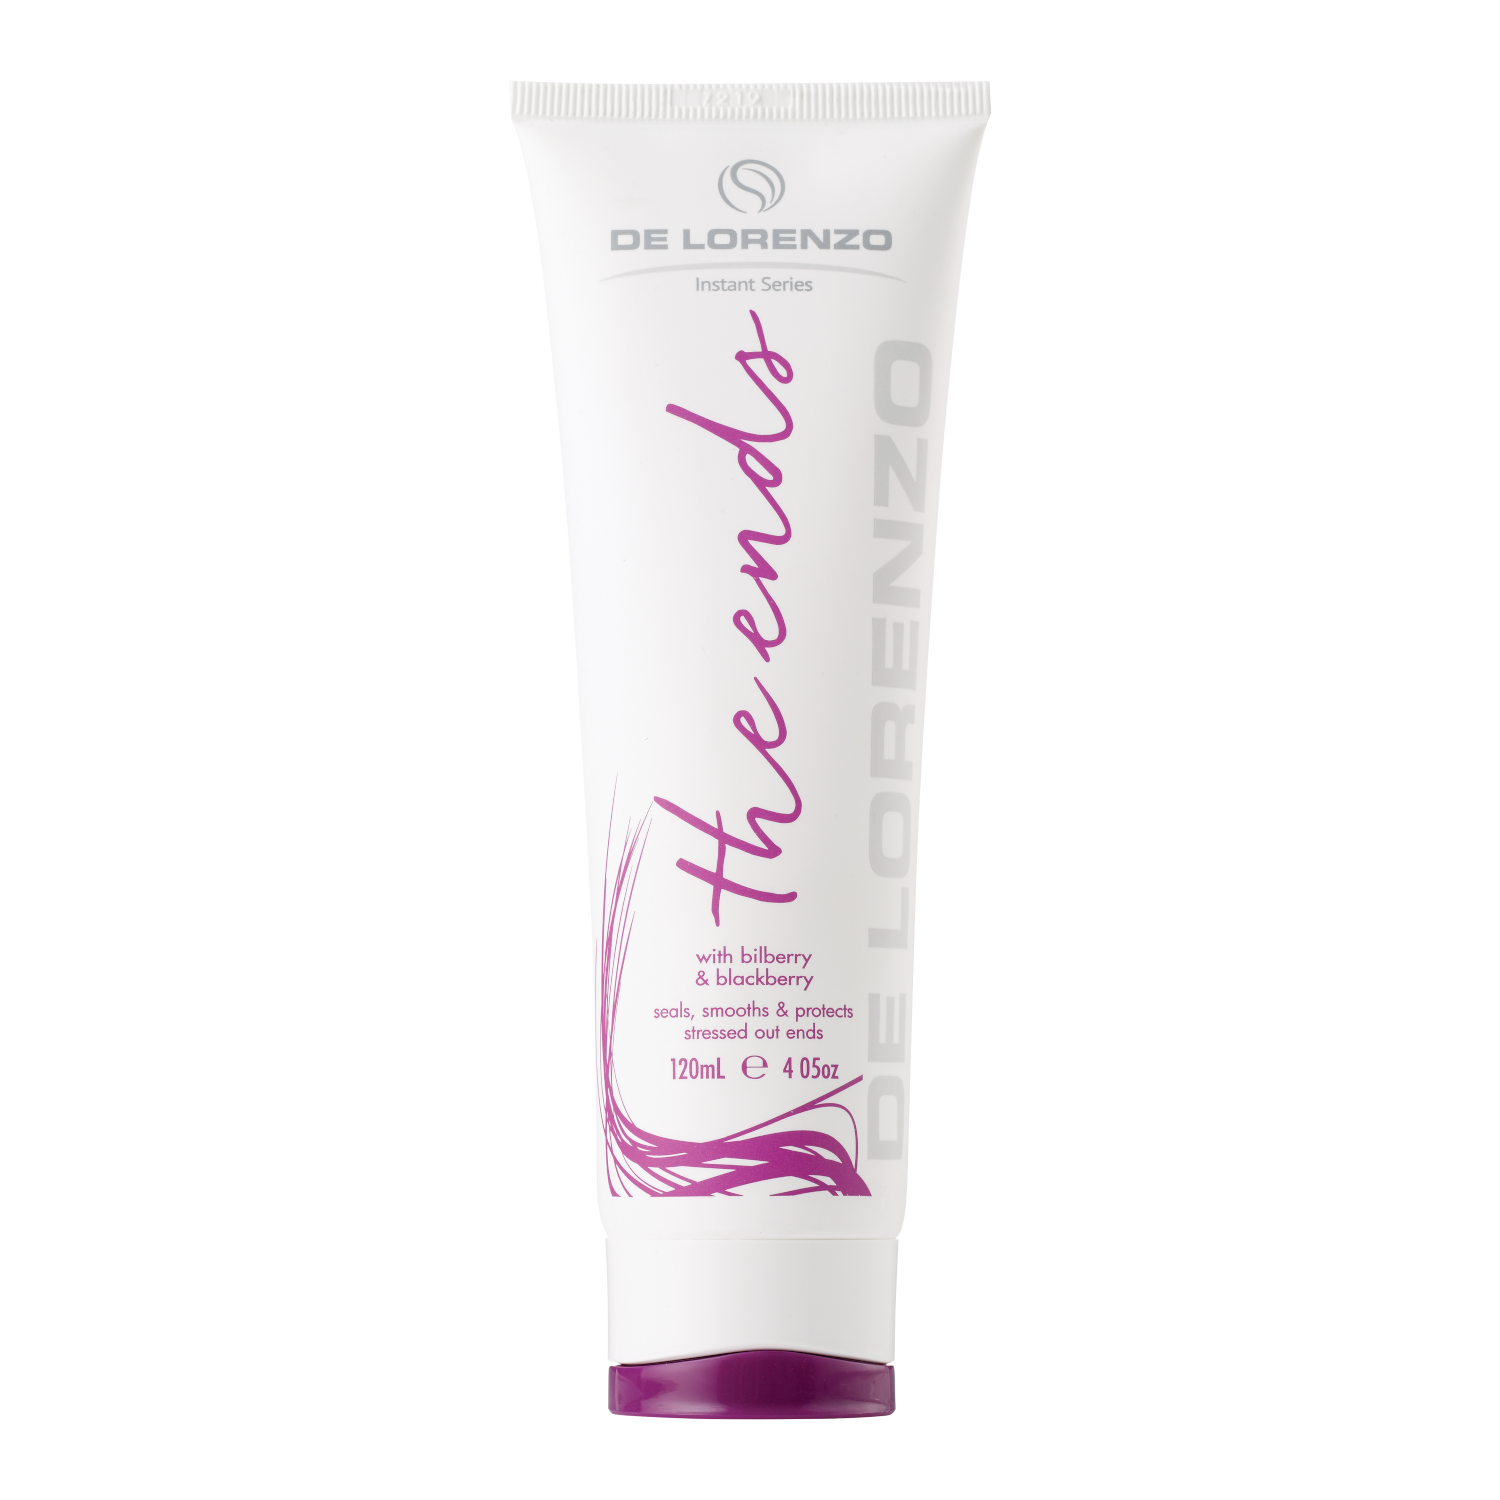 7219
DE LORENZO
Instant Series
the ends
with bilberry
& blackberry
seals, smooths & protects
stressed out ends
120mL ℮ 4 05oz
DE LORENZO